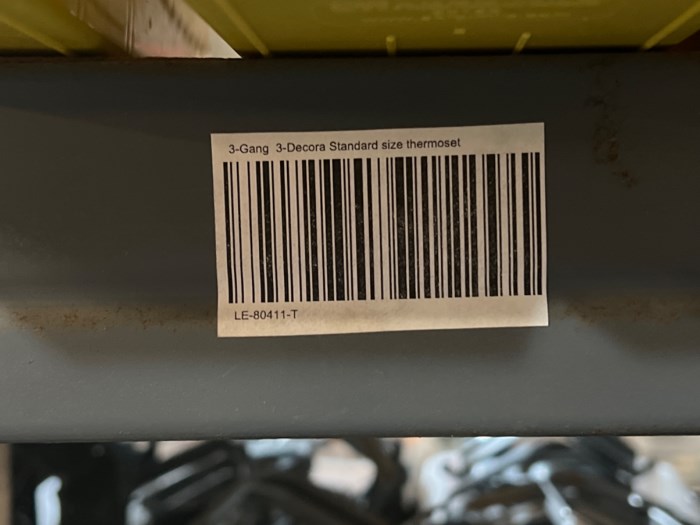 3-Gang 3-Decora Standard size thermoset
LE-80411-T